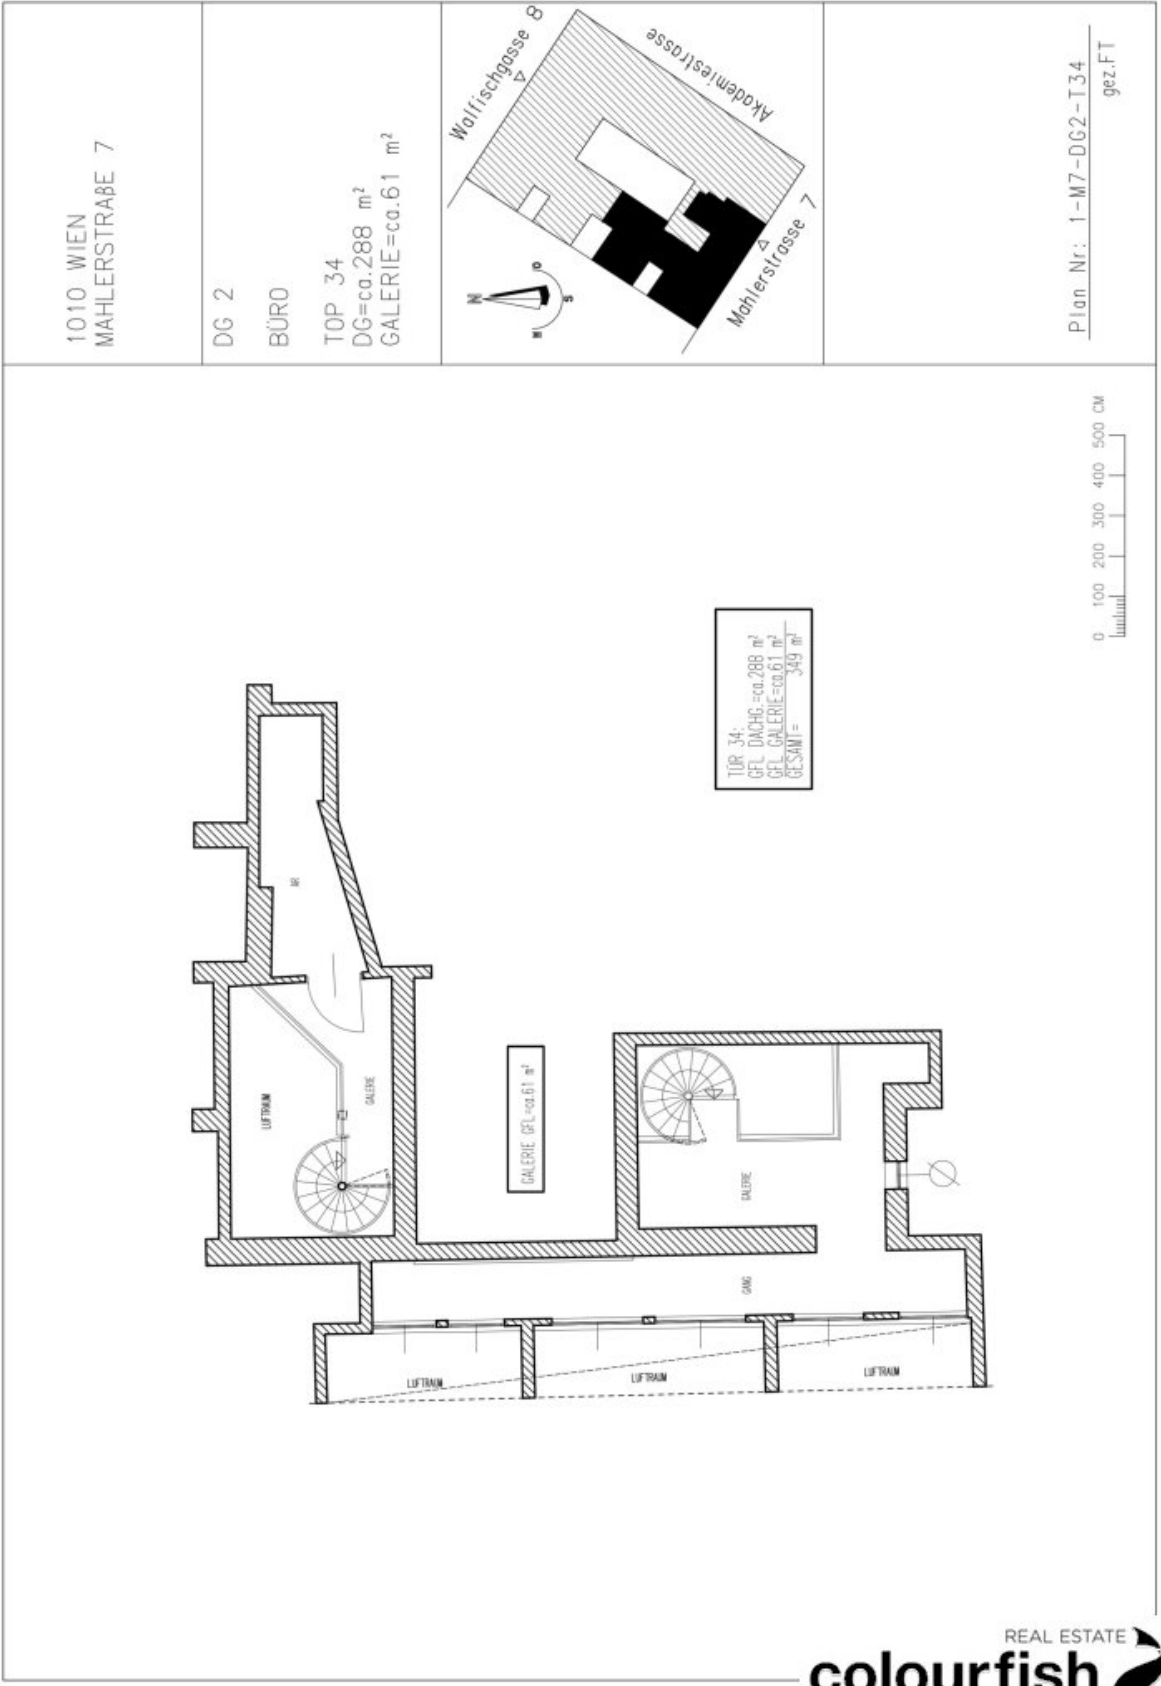 1010 WIEN
MAHLERSTRAßE 7
DG 2
BÜRO
TOP 34
DG=ca.288 m²
GALERIE=ca.61 m²
Walfischgasse 8
Akademiestrasse
Mahlerstrasse 7
N
O
S
W
Plan Nr: 1-M7-DG2-T34
gez.FT
0 100 200 300 400 500 CM
TÜR 34:
GFL DACHG.=ca.288 m²
GFL GALERIE=ca.61 m²
GESAMT= 349 m²
AR
LUFTRAUM
GALERIE
GALERIE GFL=ca.61 m²
GALERIE
GANG
LUFTRAUM
LUFTRAUM
LUFTRAUM
REAL ESTATE
colourfish